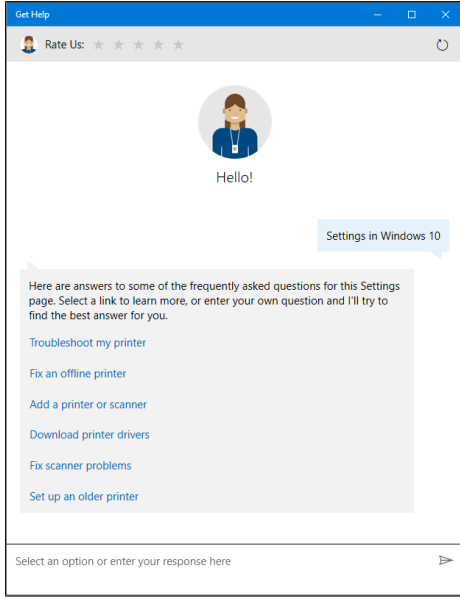 Get Help
Rate Us:
Hello!
Settings in Windows 10
Here are answers to some of the frequently asked questions for this Settings
page. Select a link to learn more, or enter your own question and I'll try to
find the best answer for you.
Troubleshoot my printer
Fix an offline printer
Add a printer or scanner
Download printer drivers
Fix scanner problems
Set up an older printer
Select an option or enter your response here